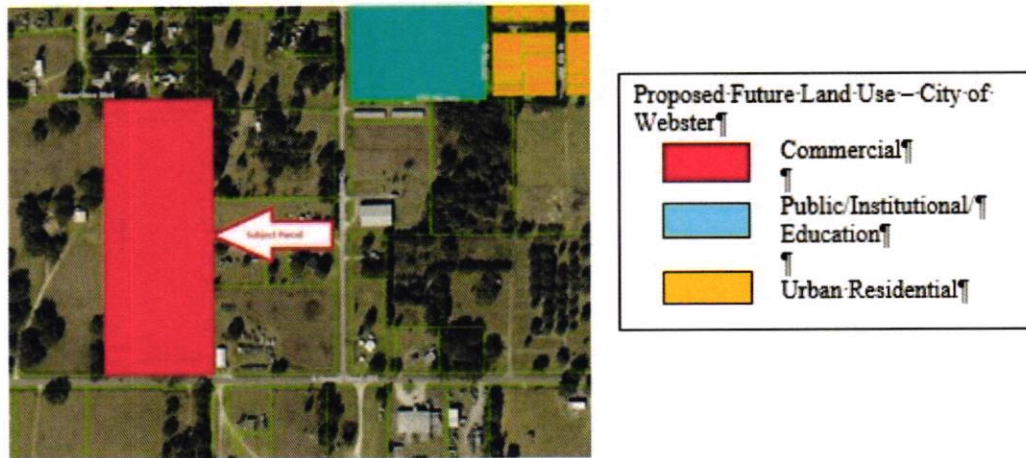 Subject Parcel
Proposed·Future·Land·Use·–·City·of·
Webster¶
Commercial¶
¶
Public/Institutional/¶
Education¶
¶
Urban·Residential¶